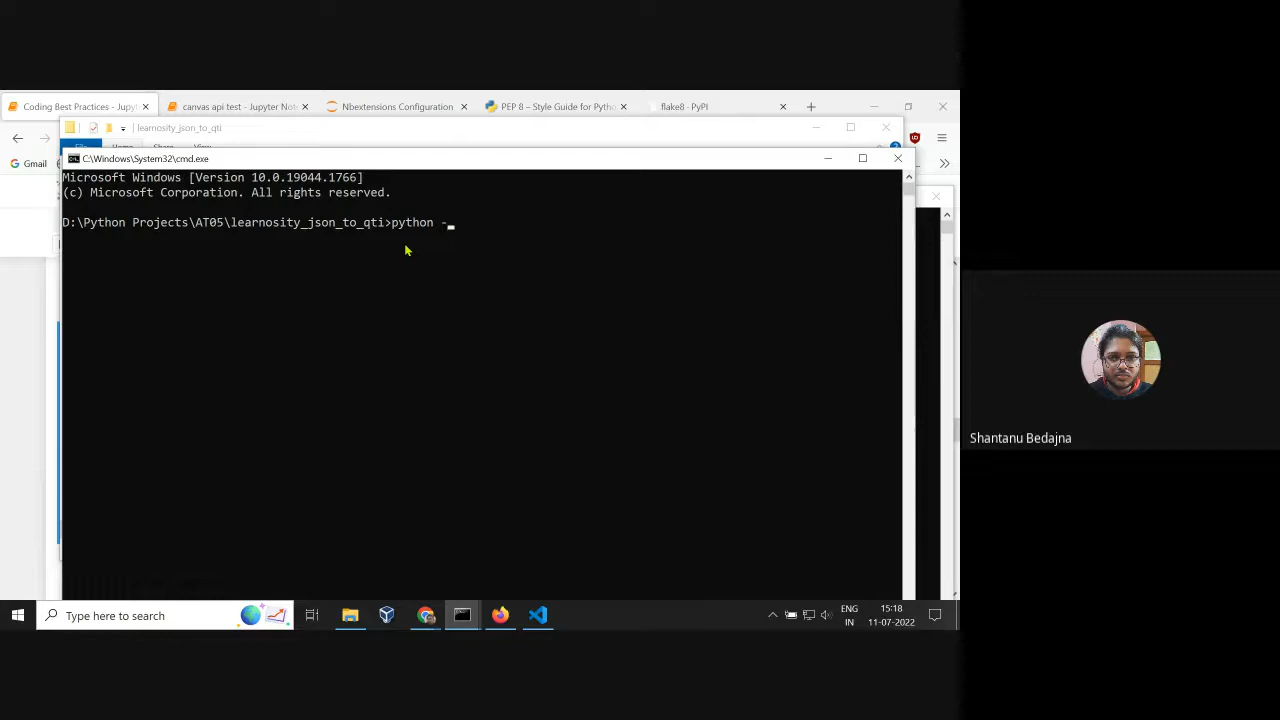 Coding Best Practices - Jupyt
canvas api test - Jupyter Not
Nbextensions Configuration
PEP 8 – Style Guide for Pytho
flake8 · PyPI
learnosity_json_to_qti
Gmail
C:\Windows\System32\cmd.exe
Microsoft Windows [Version 10.0.19044.1766]
(c) Microsoft Corporation. All rights reserved.
D:\Python Projects\AT05\learnosity_json_to_qti>python -
Shantanu Bedajna
Type here to search
ENG
IN
15:18
11-07-2022